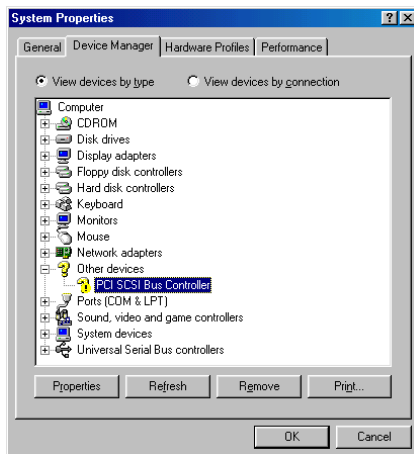 System Properties
General Device Manager Hardware Profiles Performance
View devices by type View devices by connection
Computer
CDROM
Disk drives
Display adapters
Floppy disk controllers
Hard disk controllers
Keyboard
Monitors
Mouse
Network adapters
Other devices
PCI SCSI Bus Controller
Ports (COM & LPT)
Sound, video and game controllers
System devices
Universal Serial Bus controllers
Properties Refresh Remove Print...
OK Cancel